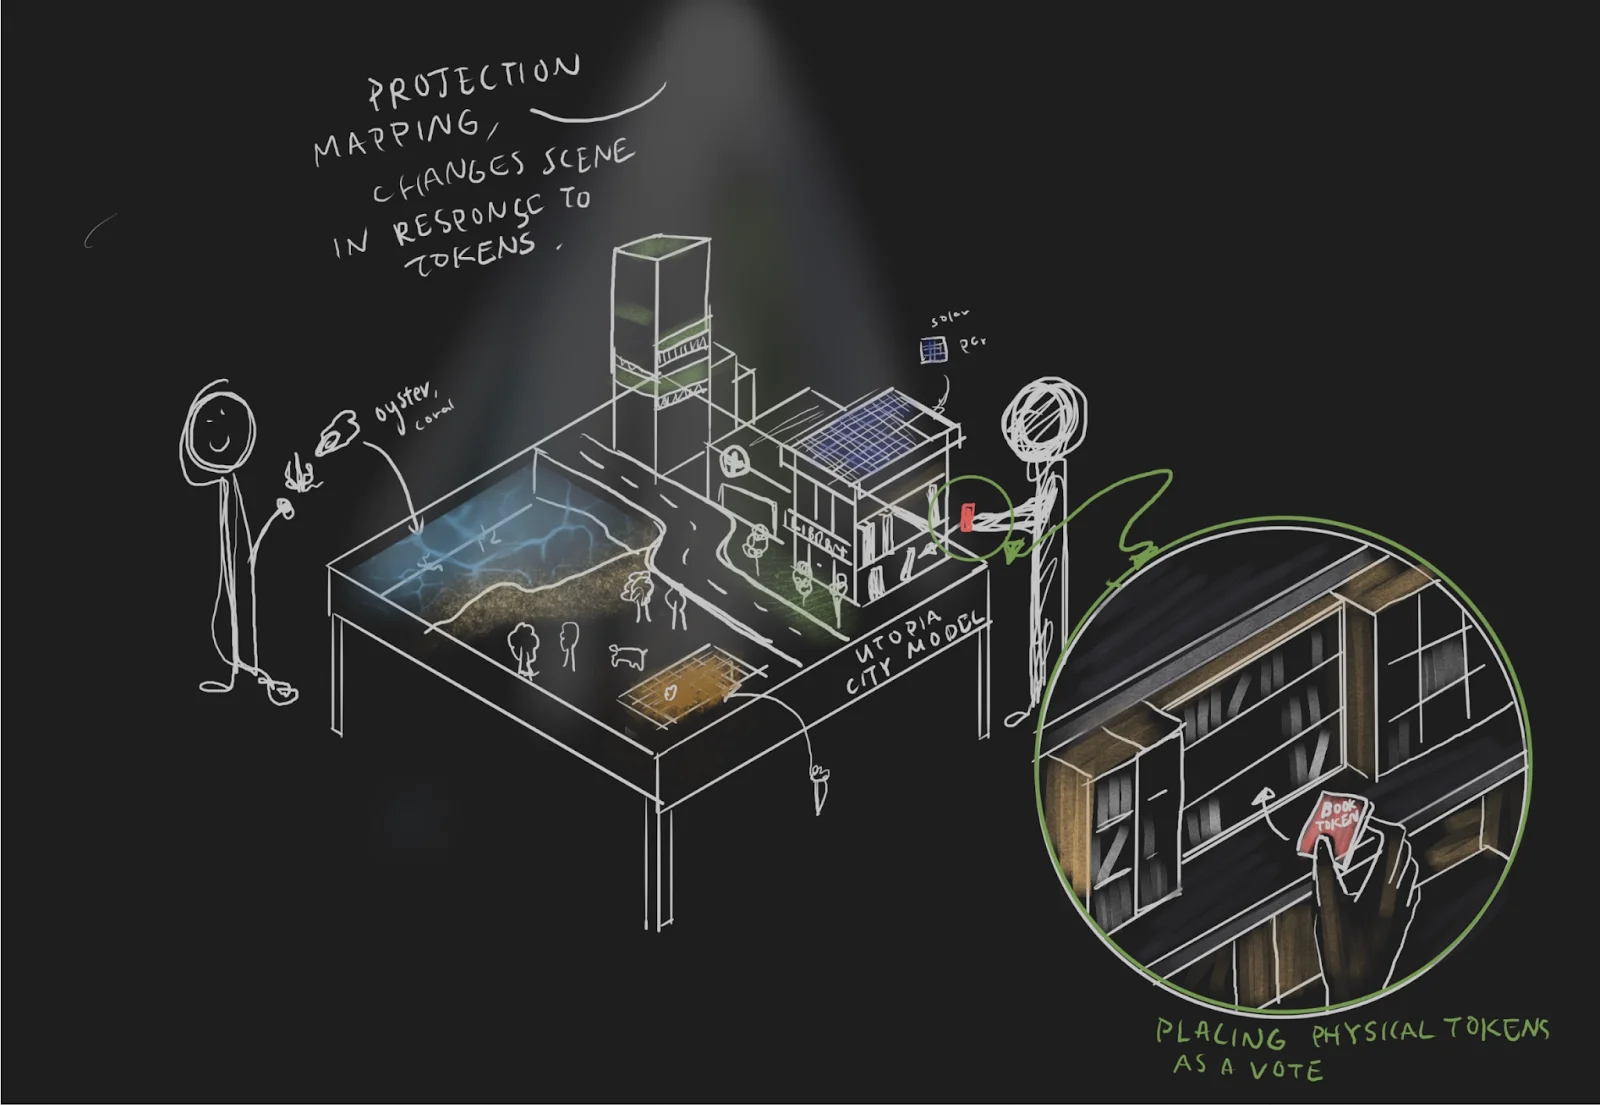 PROJECTION
MAPPING,
CHANGES SCENE
IN RESPONSE TO
TOKENS.
solar
oyster,
coral
LIBRARY
UTOPIA
CITY MODEL
BOOK
TOKEN
PLACING PHYSICAL TOKENS
AS A VOTE